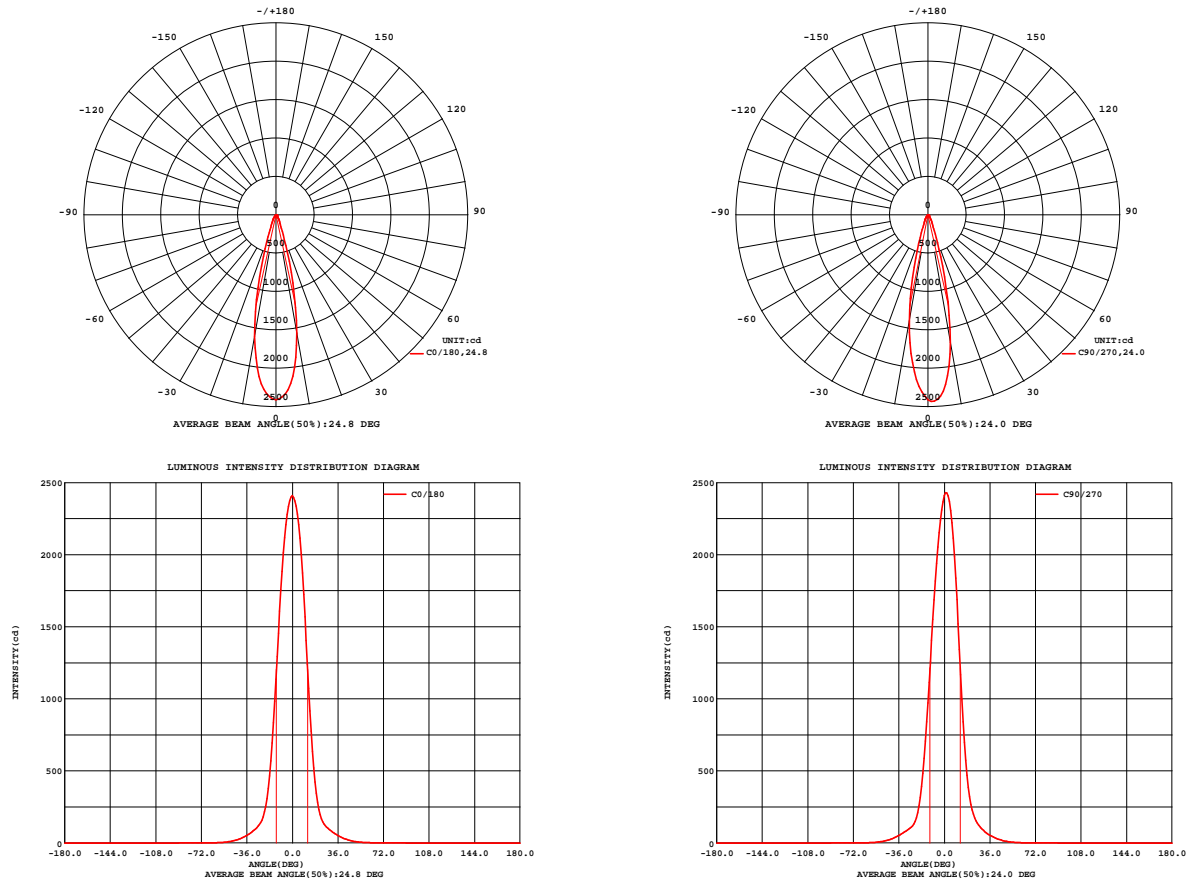 -/+180
-150
150
-120
120
-90
90
-60
60
-30
30
0
0
500
1000
1500
2000
2500
UNIT:cd
C0/180,24.8
AVERAGE BEAM ANGLE(50%):24.8 DEG
-/+180
-150
150
-120
120
-90
90
-60
60
-30
30
0
0
500
1000
1500
2000
2500
UNIT:cd
C90/270,24.0
AVERAGE BEAM ANGLE(50%):24.0 DEG
LUMINOUS INTENSITY DISTRIBUTION DIAGRAM
C0/180
2500
2000
1500
1000
500
0
INTENSITY(cd)
-180.0 -144.0 -108.0 -72.0 -36.0 0.0 36.0 72.0 108.0 144.0 180.0
ANGLE(DEG)
AVERAGE BEAM ANGLE(50%):24.8 DEG
LUMINOUS INTENSITY DISTRIBUTION DIAGRAM
C90/270
2500
2000
1500
1000
500
0
INTENSITY(cd)
-180.0 -144.0 -108.0 -72.0 -36.0 0.0 36.0 72.0 108.0 144.0 180.0
ANGLE(DEG)
AVERAGE BEAM ANGLE(50%):24.0 DEG